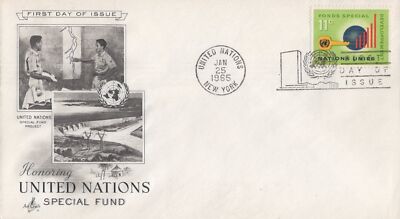 FIRST DAY OF ISSUE
UNITED NATIONS
SPECIAL FUND
PROJECT
Honoring
UNITED NATIONS
SPECIAL FUND
ArtCraft
UNITED NATIONS
JAN
25
1965
NEW YORK
FONDS SPECIAL
11c
NATIONS UNIES
DAY OF
ISSUE